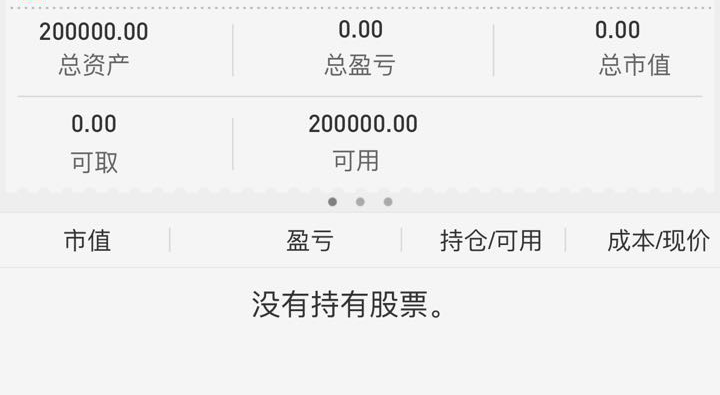 200000.00 0.00 0.00
总资产 总盈亏 总市值
0.00 200000.00
可取 可用
市值 盈亏 持仓/可用 成本/现价
没有持有股票。